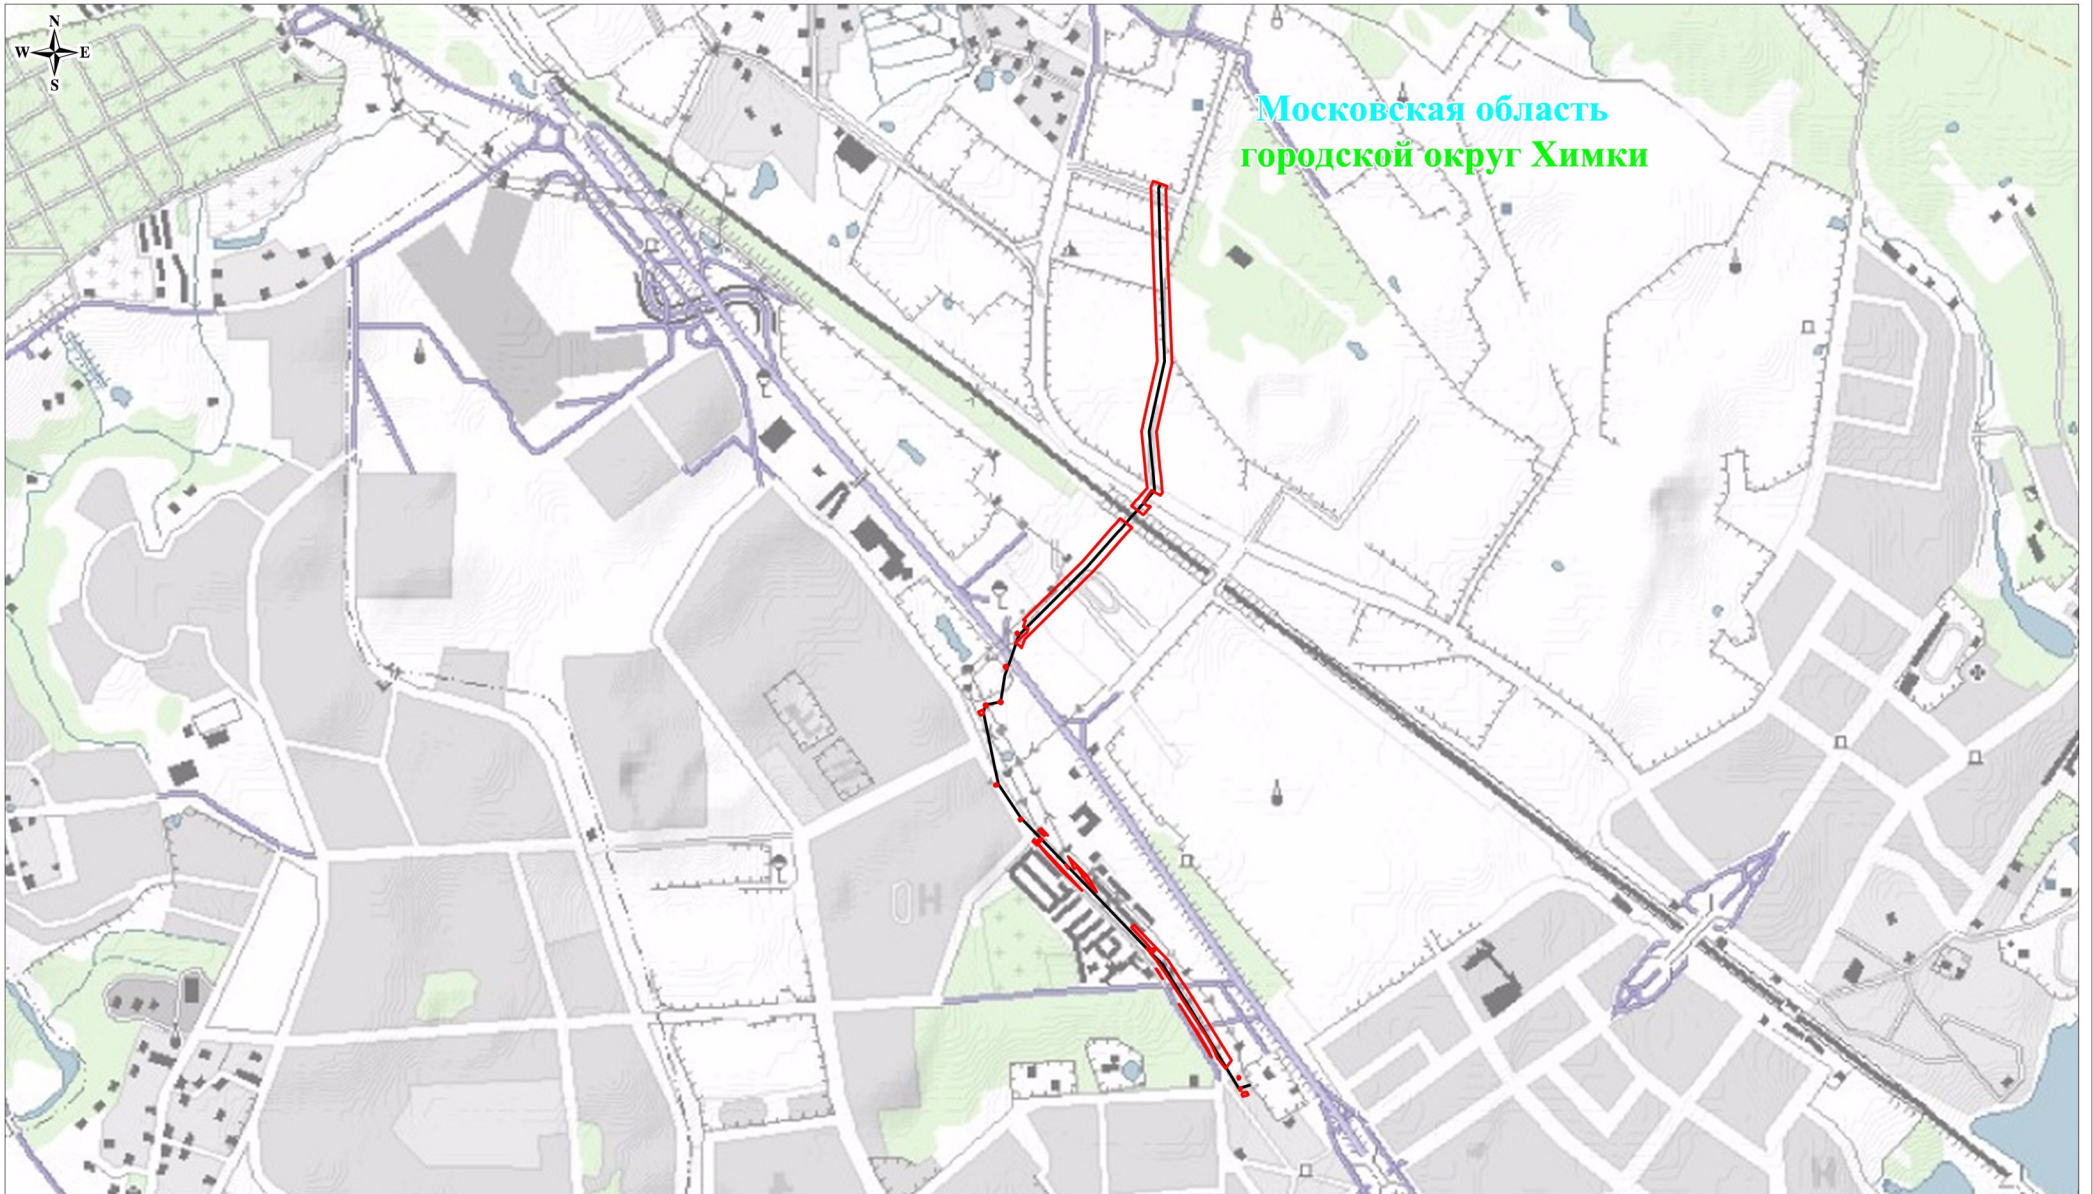 N
W E
S
Московская область
городской округ Химки
Н